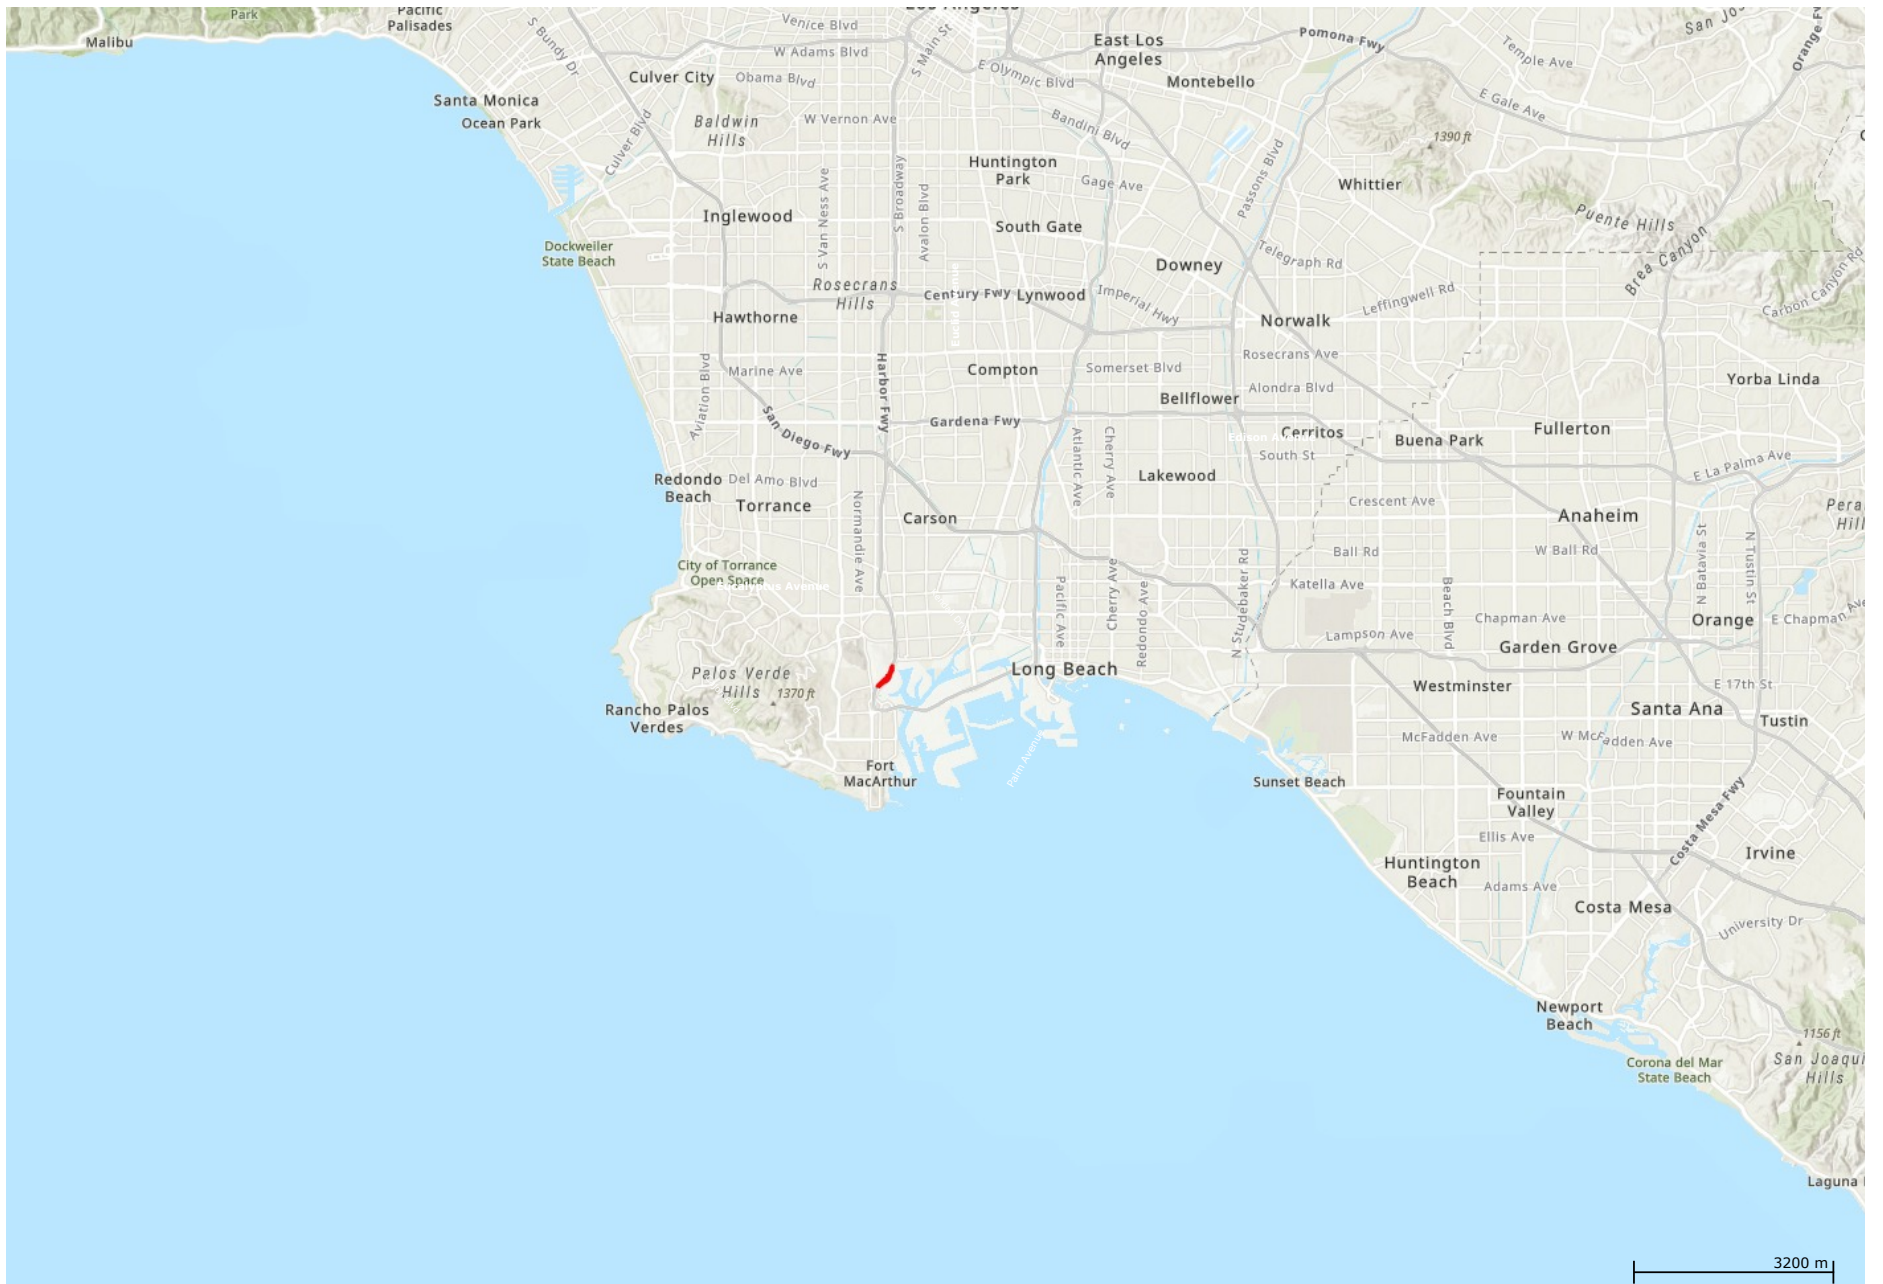 Los Angeles
Park
Pacific
Palisades
Malibu
Venice Blvd
S Bundy Dr
W Adams Blvd
S Main St
East Los
Angeles
Pomona Fwy
Temple Ave
Culver City
Obama Blvd
E Olympic Blvd
Montebello
Santa Monica
Ocean Park
Culver Blvd
Baldwin
Hills
W Vernon Ave
Bandini Blvd
E Gale Ave
1390 ft
Huntington
Park
Gage Ave
Passons Blvd
Whittier
S Van Ness Ave
S Broadway
Avalon Blvd
Inglewood
South Gate
Puente Hills
Brea Canyon
Dockweiler
State Beach
Telegraph Rd
Downey
Carbon Canyon Rd
Rosecrans
Hills
Century Fwy
Lynwood
Imperial Hwy
Leffingwell Rd
Hawthorne
Norwalk
Harbor Fwy
Rosecrans Ave
Aviation Blvd
Marine Ave
Compton
Somerset Blvd
Yorba Linda
Alondra Blvd
Bellflower
San Diego Fwy
Gardena Fwy
Atlantic Ave
Cherry Ave
Cerritos
Buena Park
Fullerton
South St
E La Palma Ave
Redondo
Beach
Del Amo Blvd
Torrance
Normandie Ave
Lakewood
Crescent Ave
Carson
Anaheim
N Batavia St
N Tustin St
Ball Rd
W Ball Rd
City of Torrance
Open Space
Pacific Ave
Cherry Ave
Redondo Ave
N Studebaker Rd
Katella Ave
Beach Blvd
Chapman Ave
Orange
E Chapman Ave
Lampson Ave
Garden Grove
Palos Verde
Hills
1370 ft
Long Beach
Westminster
E 17th St
Rancho Palos
Verdes
Santa Ana
Tustin
McFadden Ave
W McFadden Ave
Palm Avenue
Fort
MacArthur
Sunset Beach
Fountain
Valley
Costa Mesa Fwy
Ellis Ave
Irvine
Huntington
Beach
Adams Ave
Costa Mesa
University Dr
Newport
Beach
1156 ft
Corona del Mar
State Beach
San Joaqui
Hills
Laguna
3200 m